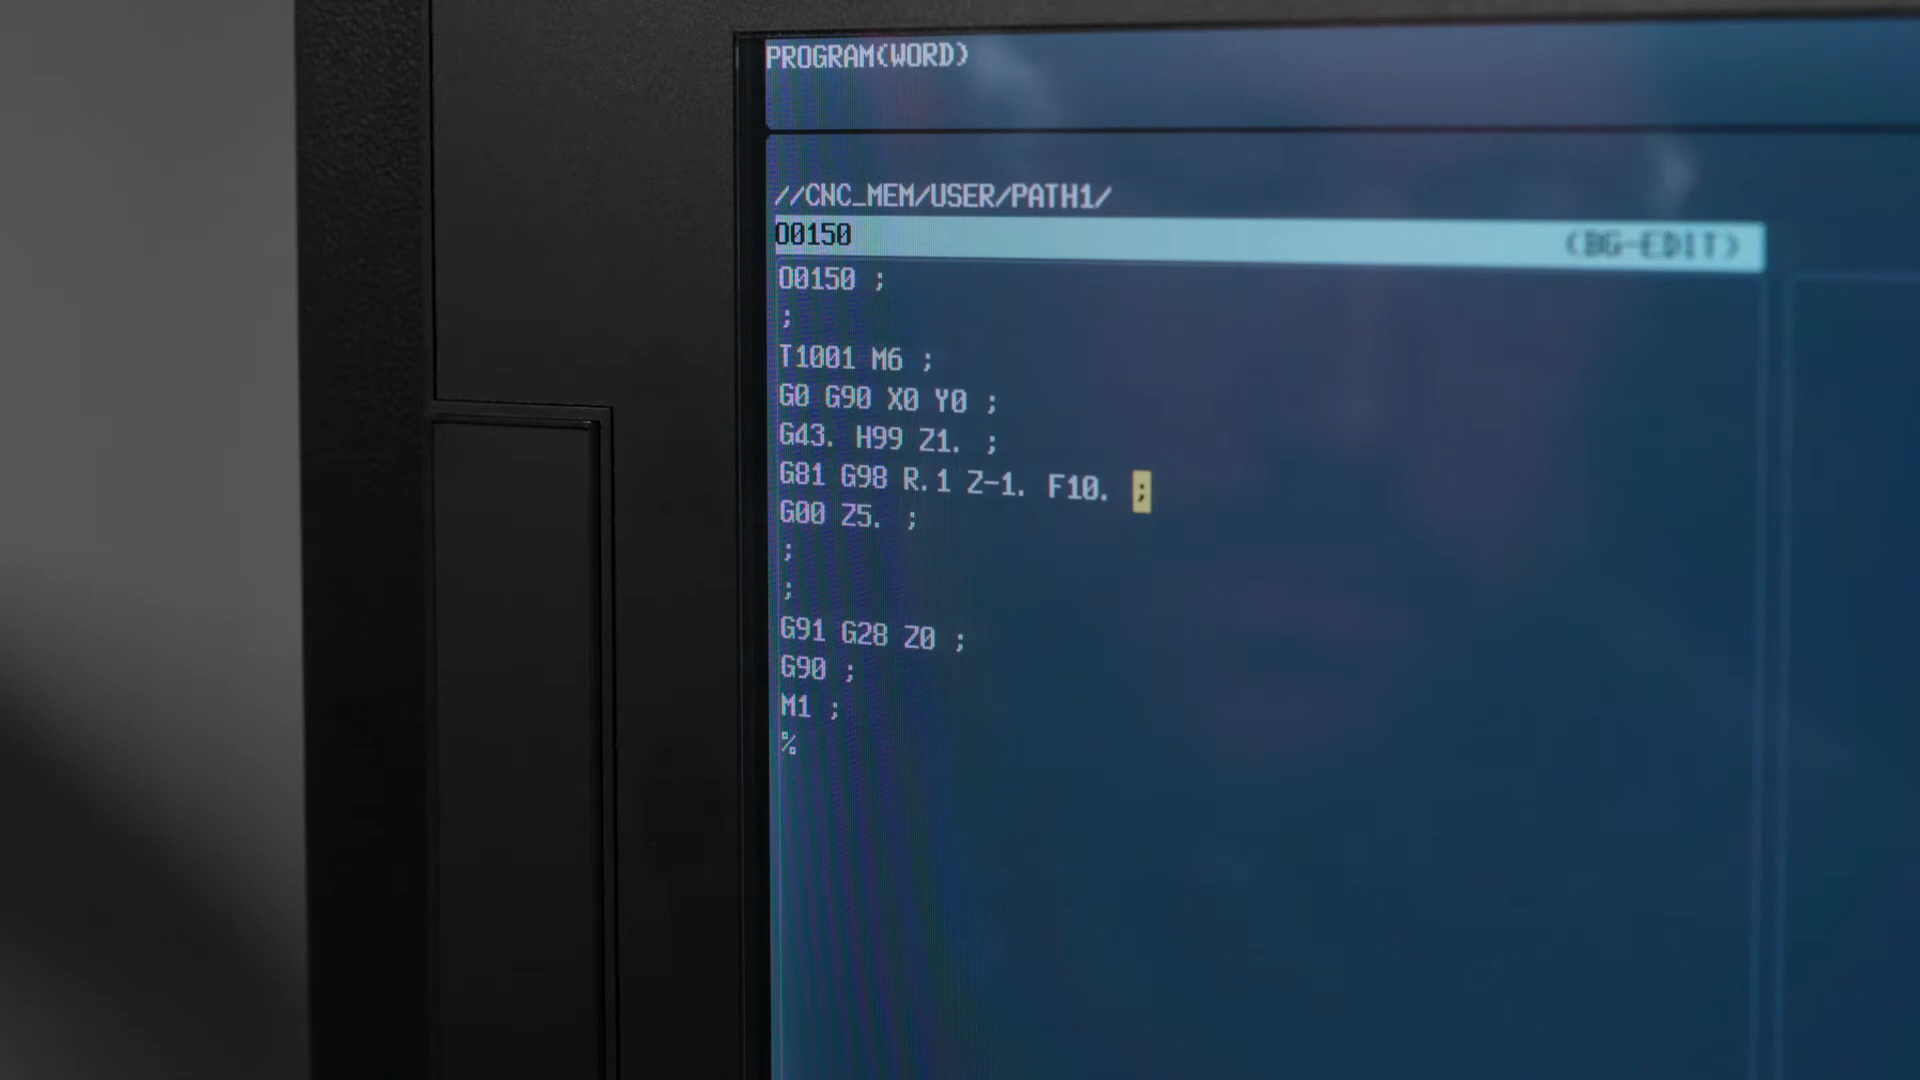 PROGRAM(WORD)
//CNC_MEM/USER/PATH1/
O0150 (BG-EDIT)
O0150 ;
;
T1001 M6 ;
G0 G90 X0 Y0 ;
G43. H99 Z1. ;
G81 G98 R.1 Z-1. F10. ;
G00 Z5. ;
;
;
G91 G28 Z0 ;
G90 ;
M1 ;
%